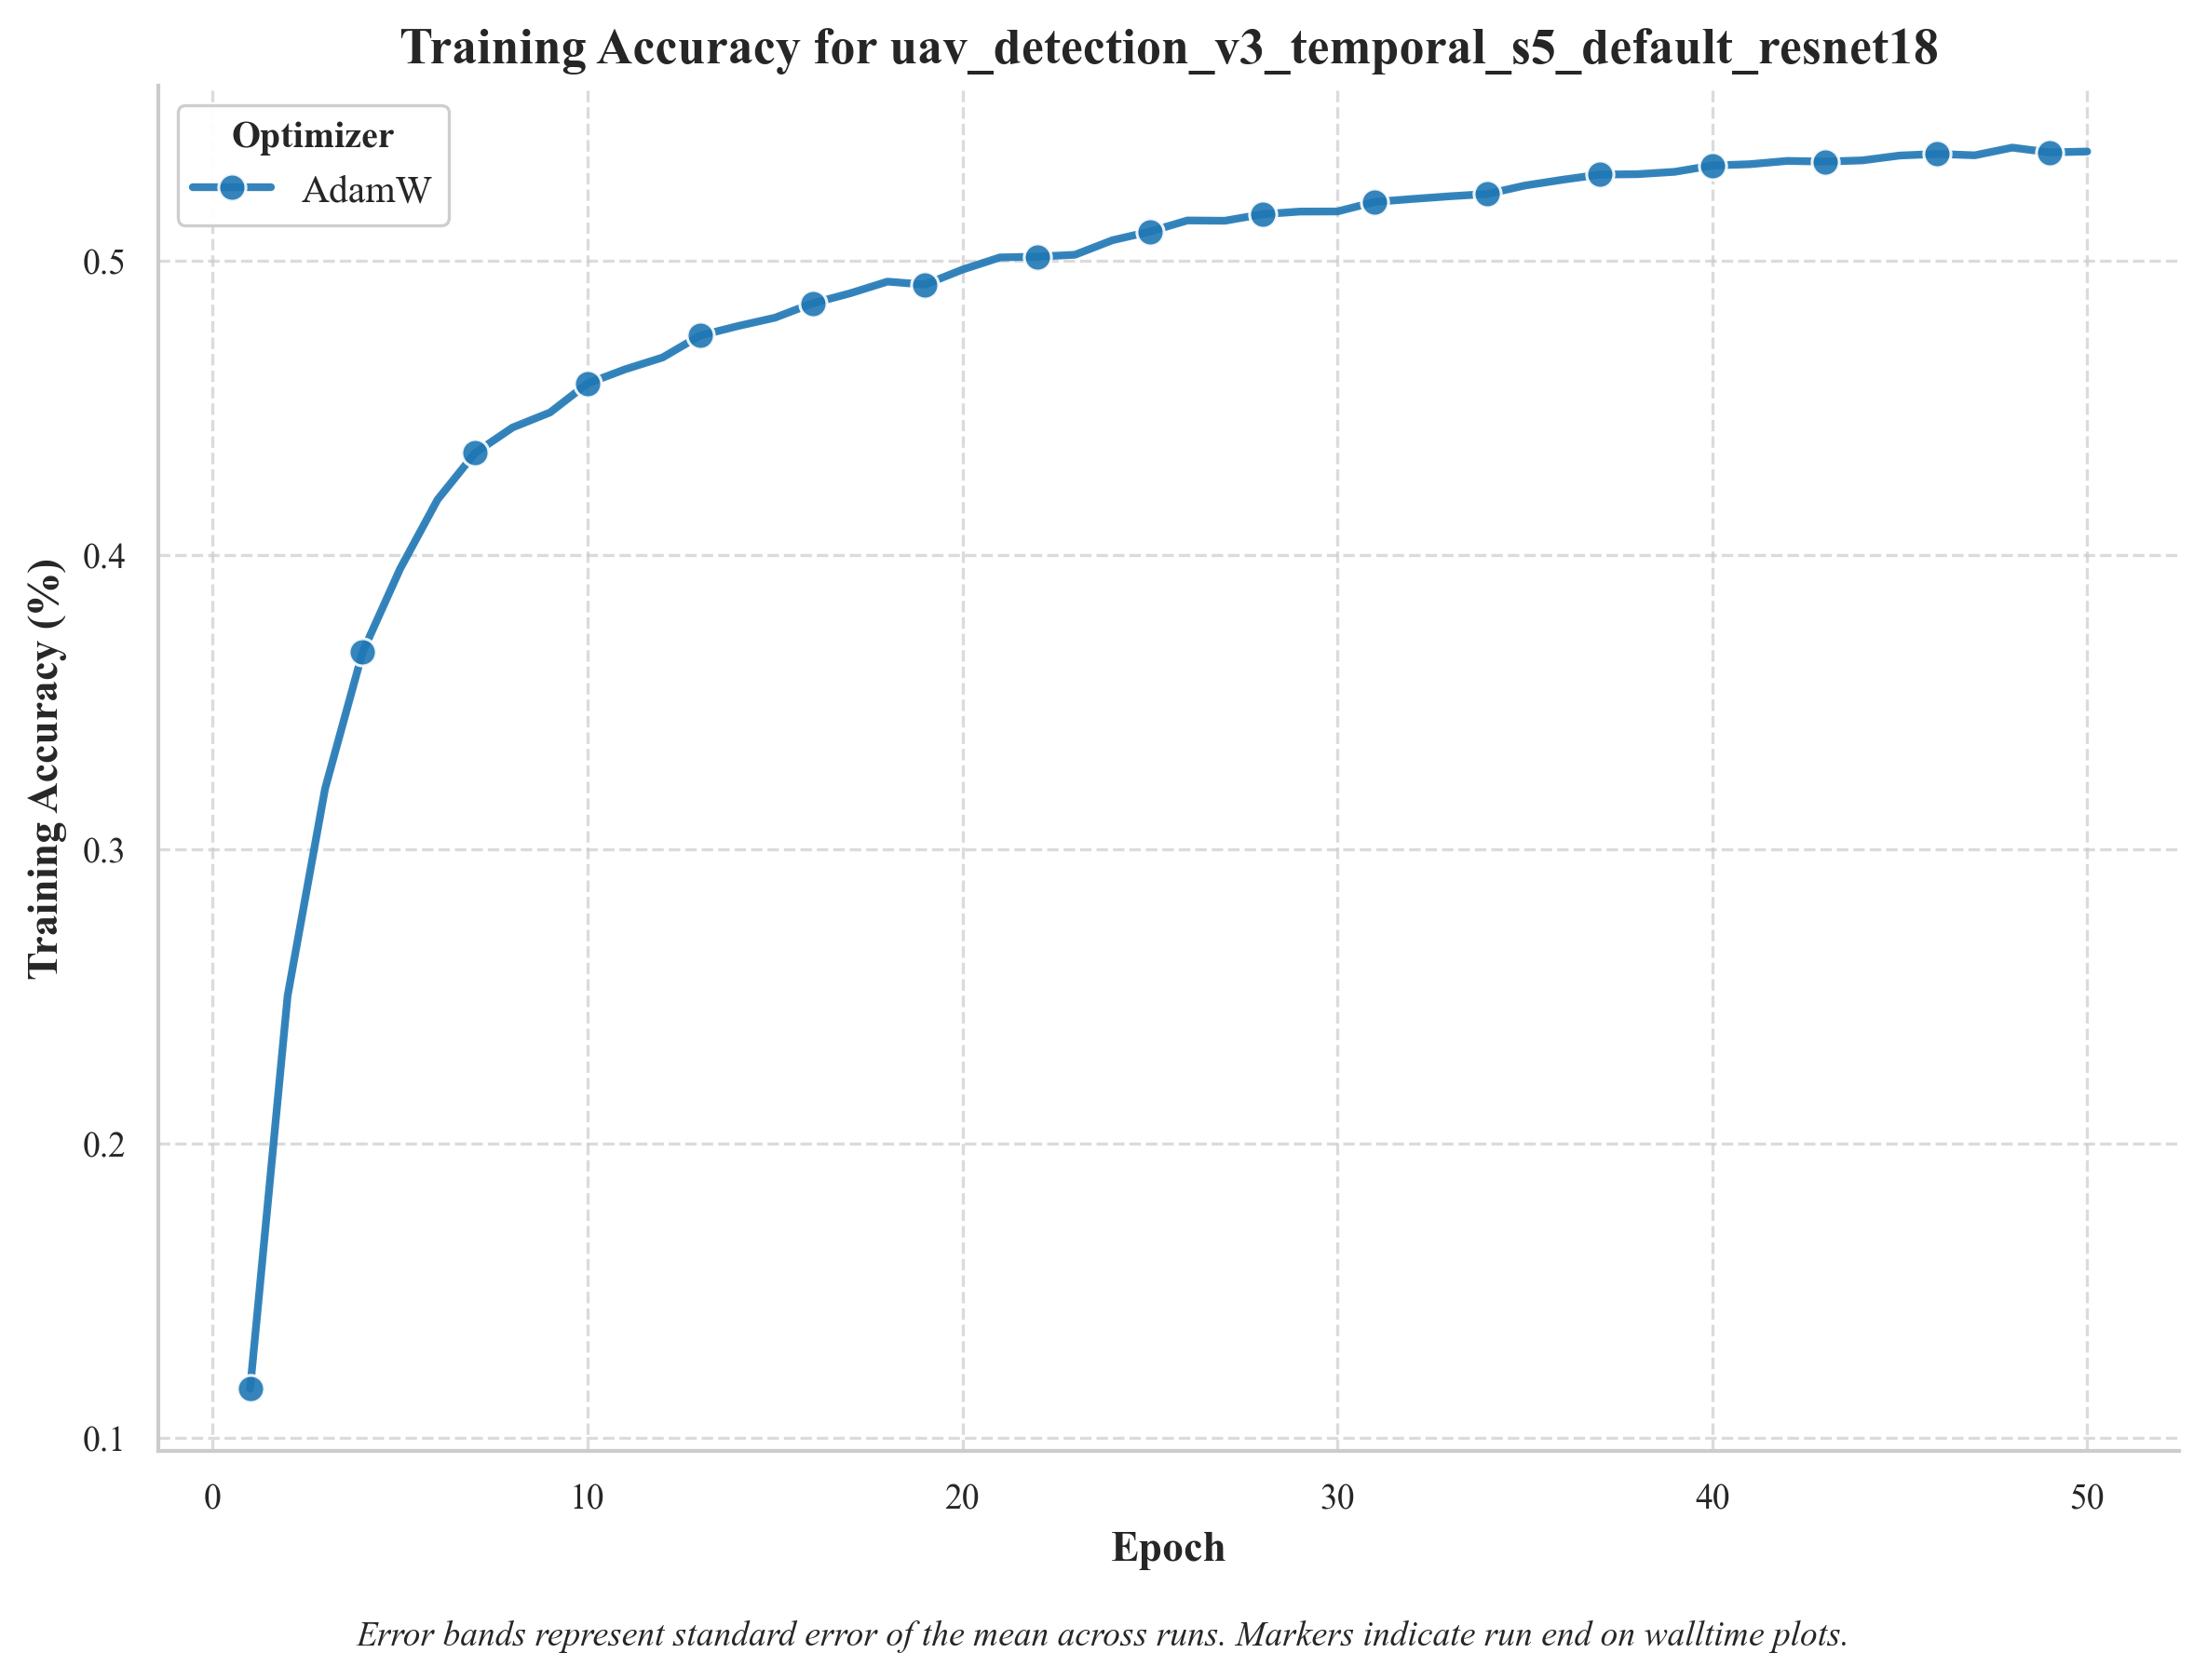 Training Accuracy for uav_detection_v3_temporal_s5_default_resnet18
Optimizer
AdamW
Training Accuracy (%)
0.5
0.4
0.3
0.2
0.1
0 10 20 30 40 50
Epoch
Error bands represent standard error of the mean across runs. Markers indicate run end on walltime plots.